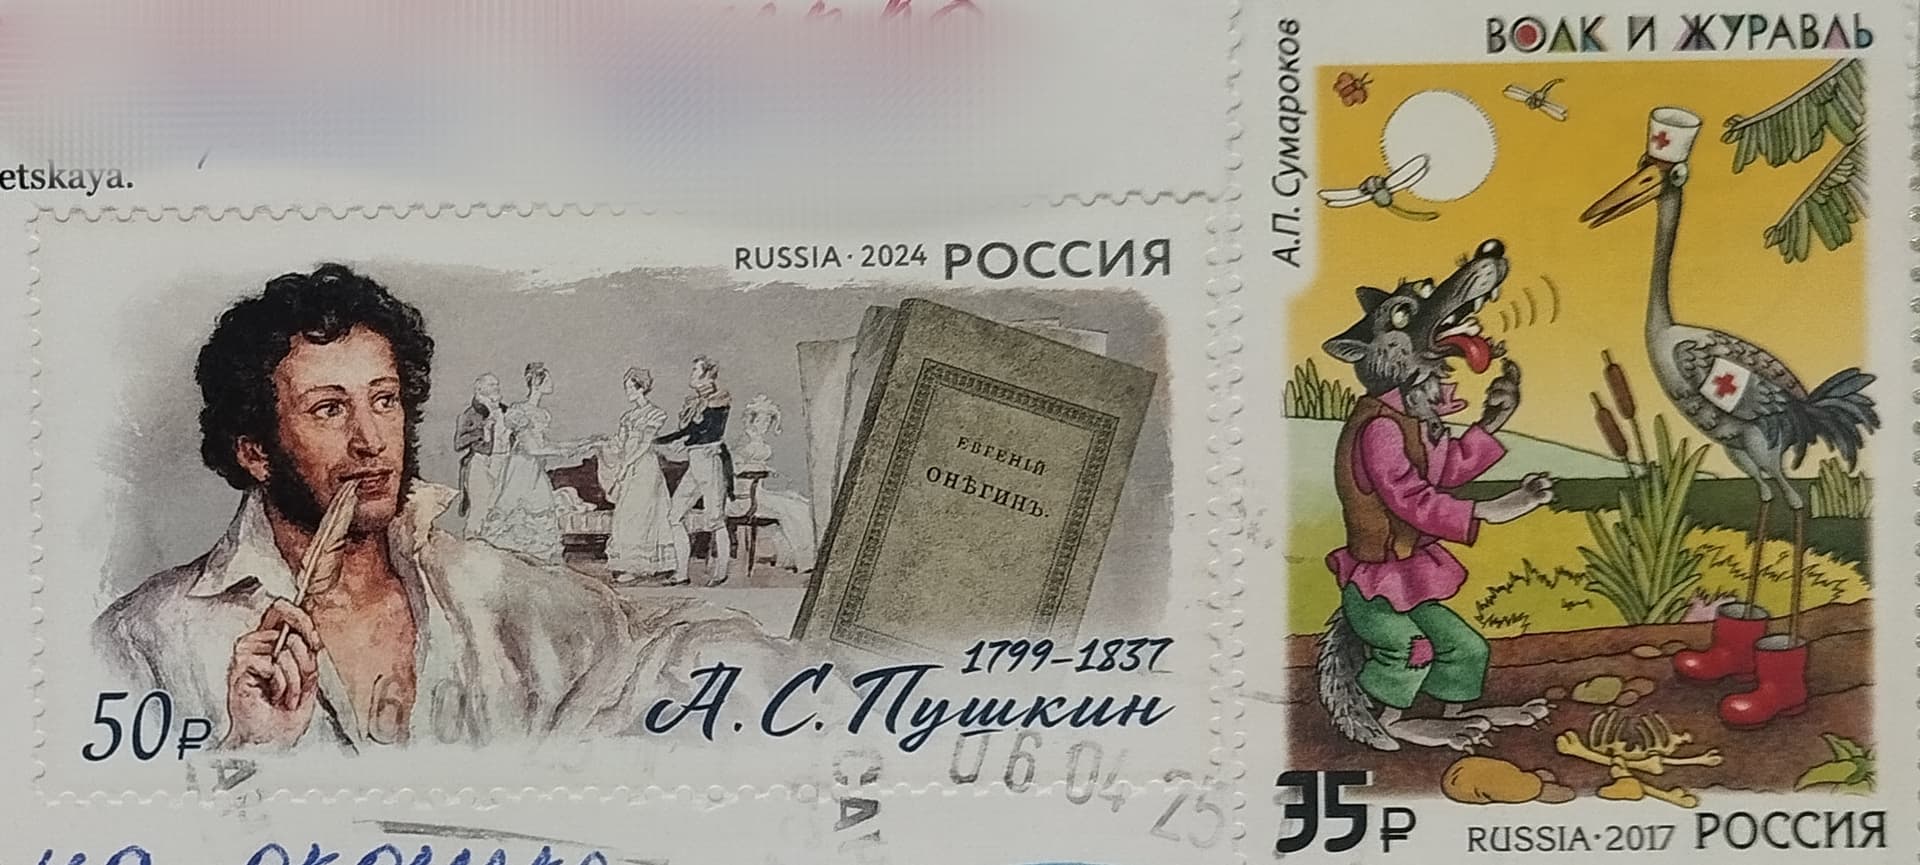 etskaya.
RUSSIA·2024 РОССИЯ
ЕВГЕНІЙ
ОНѢГИНЪ.
1799–1837
А.С.Пушкин
50₽
06 04 25
ВОЛК И ЖУРАВЛЬ
А.П. Сумароков
35₽
RUSSIA·2017 РОССИЯ